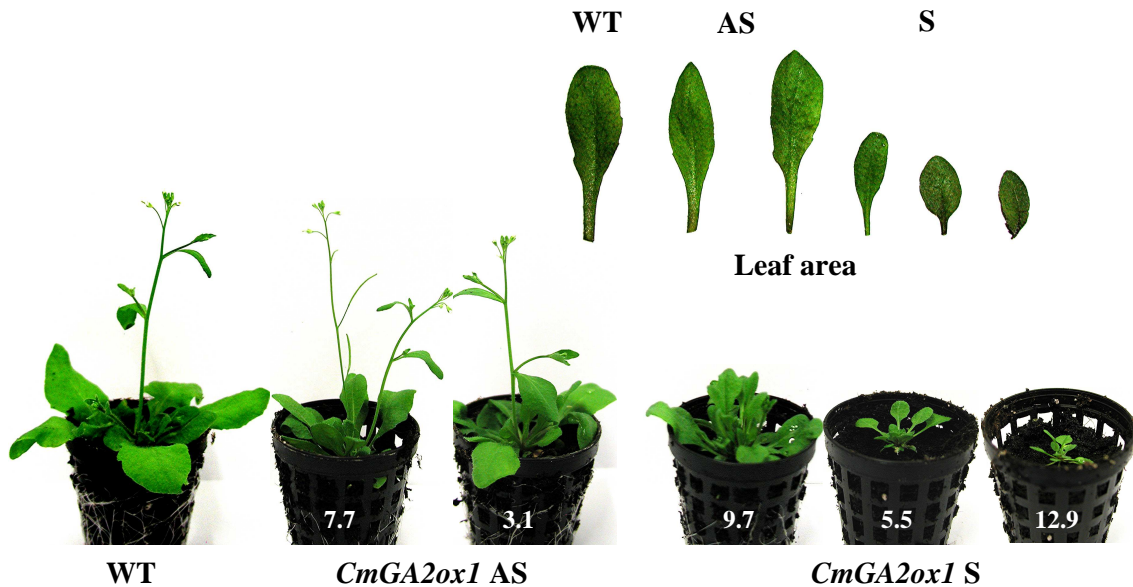 WT AS S
Leaf area
7.7 3.1 9.7 5.5 12.9
WT CmGA2ox1 AS CmGA2ox1 S